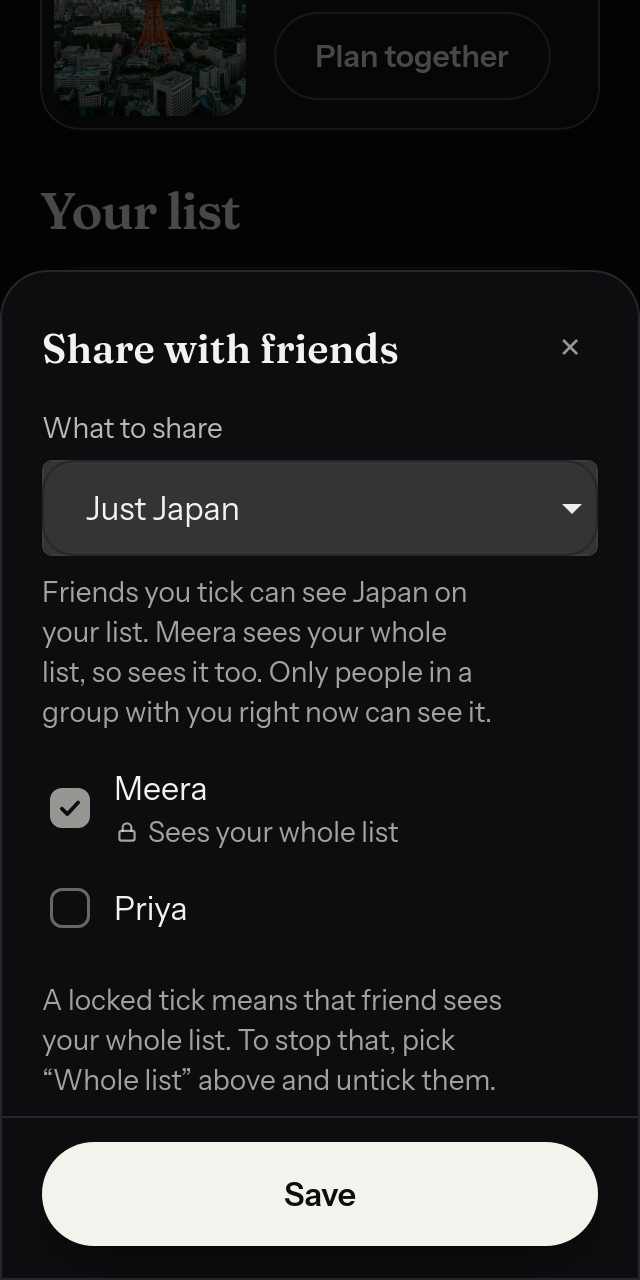 Plan together
Your list
Share with friends
What to share
Just Japan
Friends you tick can see Japan on
your list. Meera sees your whole
list, so sees it too. Only people in a
group with you right now can see it.
Meera
Sees your whole list
Priya
A locked tick means that friend sees
your whole list. To stop that, pick
“Whole list” above and untick them.
Save